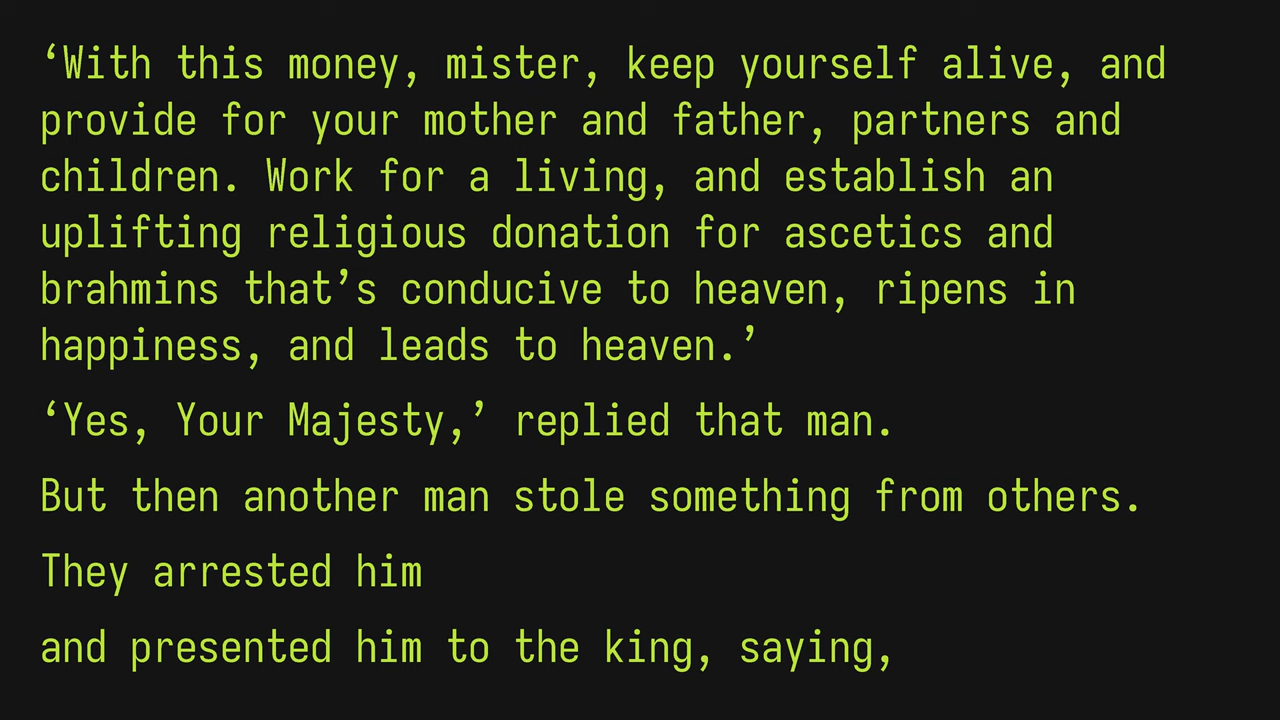 ‘With this money, mister, keep yourself alive, and
provide for your mother and father, partners and
children. Work for a living, and establish an
uplifting religious donation for ascetics and
brahmins that’s conducive to heaven, ripens in
happiness, and leads to heaven.’
‘Yes, Your Majesty,’ replied that man.
But then another man stole something from others.
They arrested him
and presented him to the king, saying,